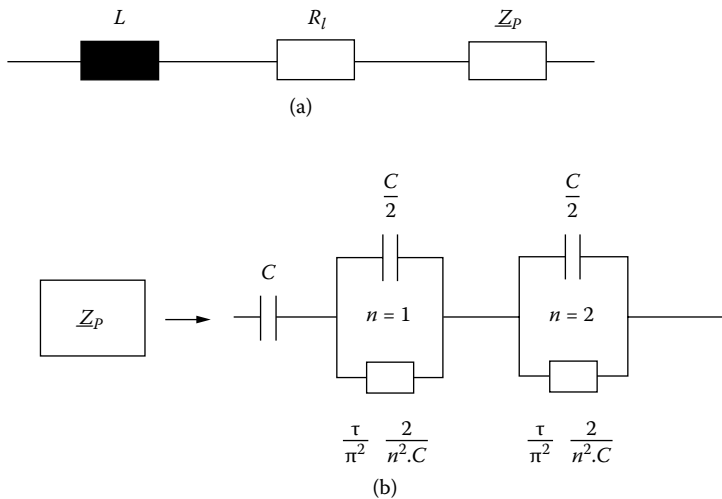 L R_l Z_P
(a)
C/2 C/2
C
Z_P n = 1 n = 2
τ/π² 2/n².C τ/π² 2/n².C
(b)